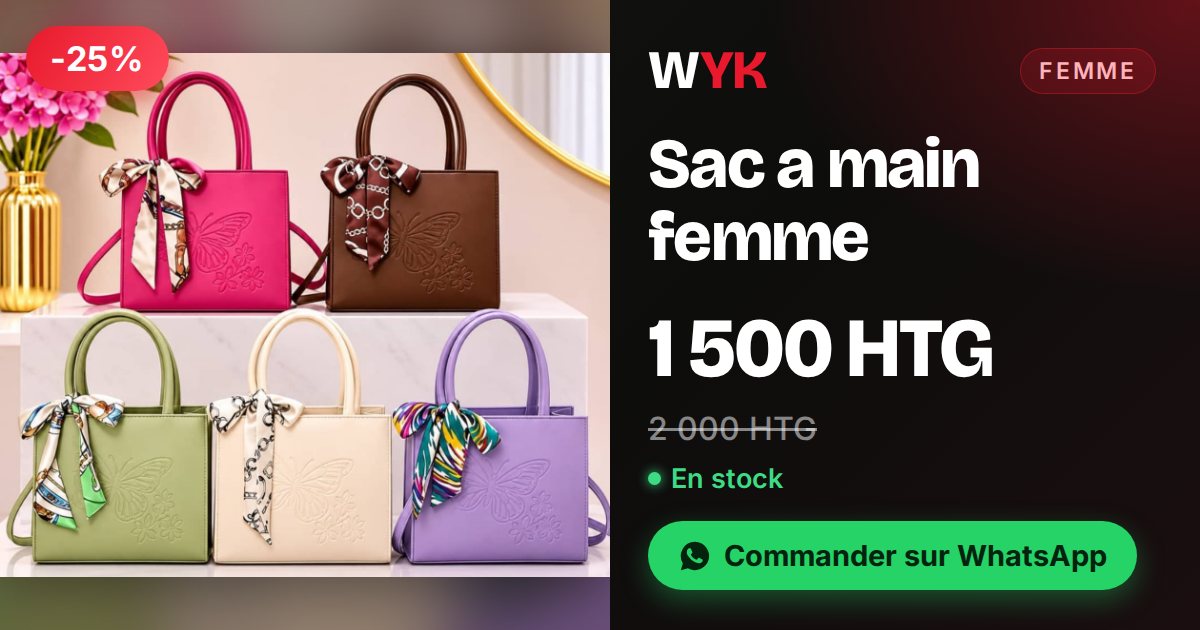 -25%
WYK
FEMME
Sac a main
femme
1 500 HTG
2 000 HTG
En stock
Commander sur WhatsApp